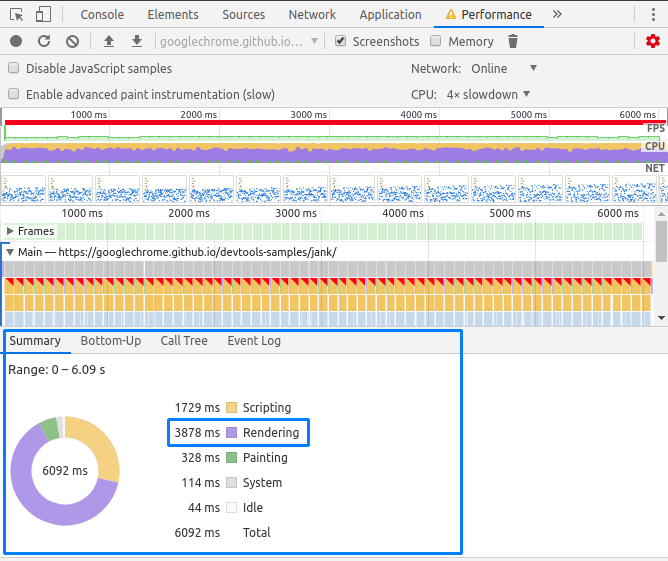 Console Elements Sources Network Application Performance »
googlechrome.github.io... Screenshots Memory
Disable JavaScript samples Network: Online
Enable advanced paint instrumentation (slow) CPU: 4× slowdown
1000 ms 2000 ms 3000 ms 4000 ms 5000 ms 6000 ms
FPS
CPU
NET
1000 ms 2000 ms 3000 ms 4000 ms 5000 ms 6000 ms
Frames
Main — https://googlechrome.github.io/devtools-samples/jank/
Summary Bottom-Up Call Tree Event Log
Range: 0 – 6.09 s
1729 ms Scripting
3878 ms Rendering
328 ms Painting
6092 ms
114 ms System
44 ms Idle
6092 ms Total